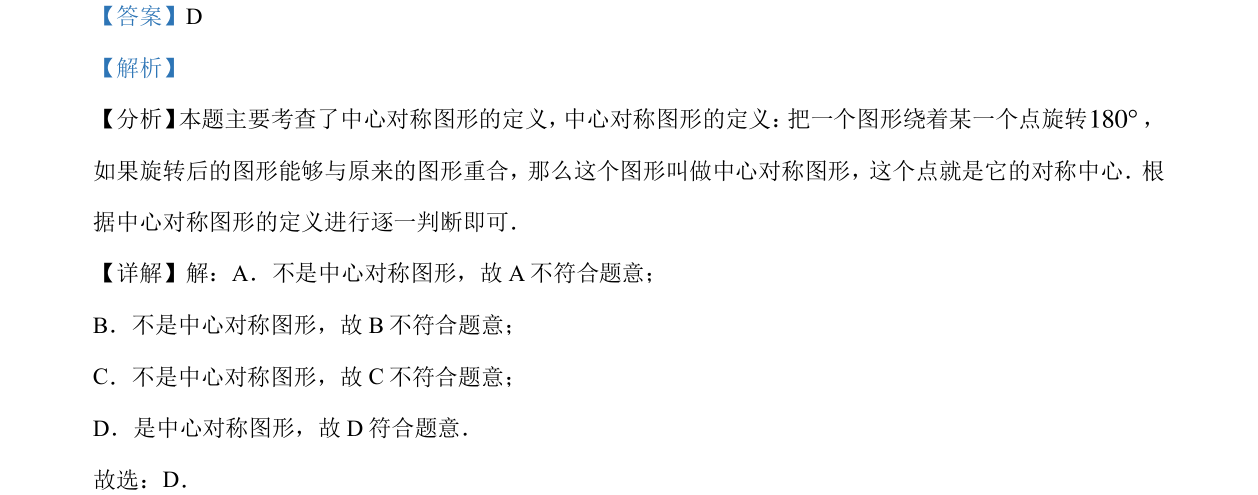 【答案】D
【解析】
【分析】本题主要考查了中心对称图形的定义，中心对称图形的定义：把一个图形绕着某一个点旋转180°，
如果旋转后的图形能够与原来的图形重合，那么这个图形叫做中心对称图形，这个点就是它的对称中心．根
据中心对称图形的定义进行逐一判断即可．
【详解】解：A．不是中心对称图形，故 A 不符合题意；
B．不是中心对称图形，故 B 不符合题意；
C．不是中心对称图形，故 C 不符合题意；
D．是中心对称图形，故 D 符合题意．
故选：D．